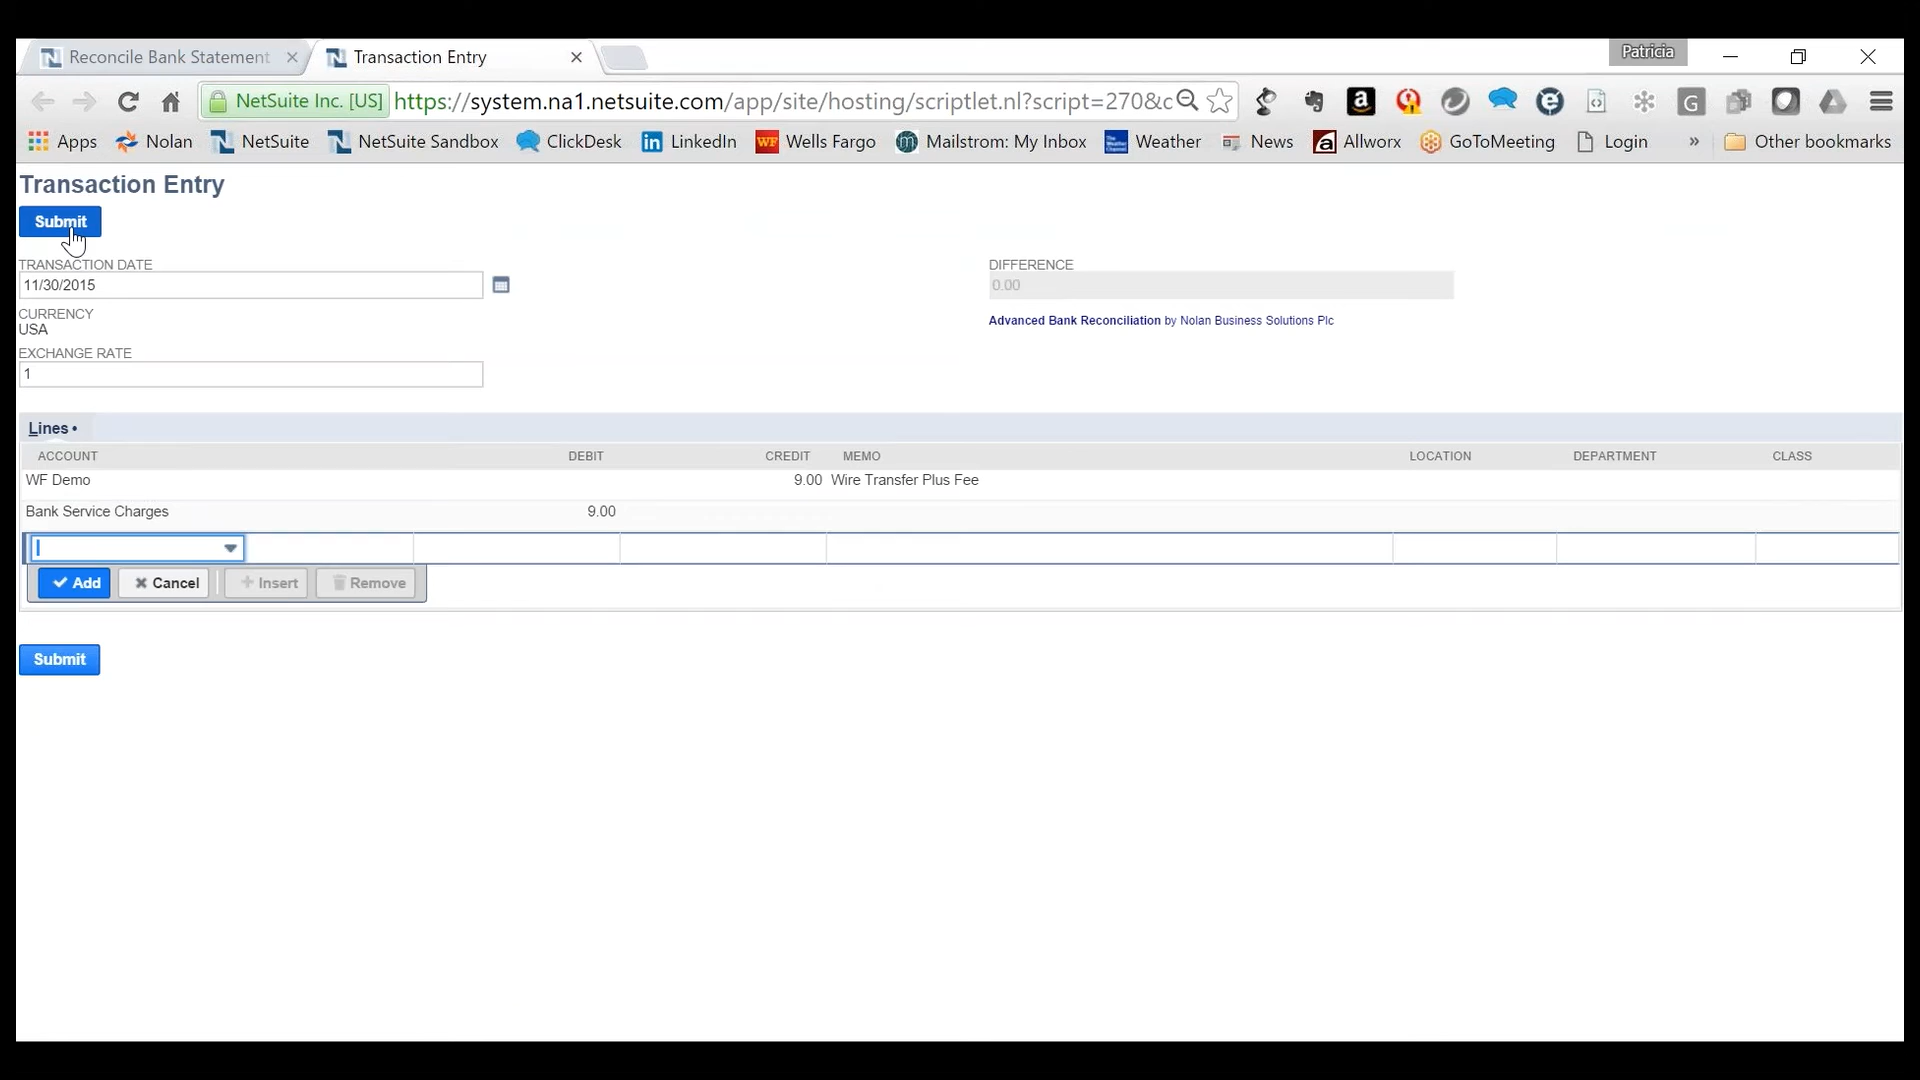 Patricia
Reconcile Bank Statement
Transaction Entry
NetSuite Inc. [US] https://system.na1.netsuite.com/app/site/hosting/scriptlet.nl?script=270&c
Apps Nolan NetSuite NetSuite Sandbox ClickDesk LinkedIn Wells Fargo Mailstrom: My Inbox Weather News Allworx GoToMeeting Login » Other bookmarks
Transaction Entry
Submit
TRANSACTION DATE
11/30/2015
CURRENCY
USA
EXCHANGE RATE
1
DIFFERENCE
0.00
Advanced Bank Reconciliation by Nolan Business Solutions Plc
Lines •
ACCOUNT DEBIT CREDIT MEMO LOCATION DEPARTMENT CLASS
WF Demo 9.00 Wire Transfer Plus Fee
Bank Service Charges 9.00
Add Cancel Insert Remove
Submit